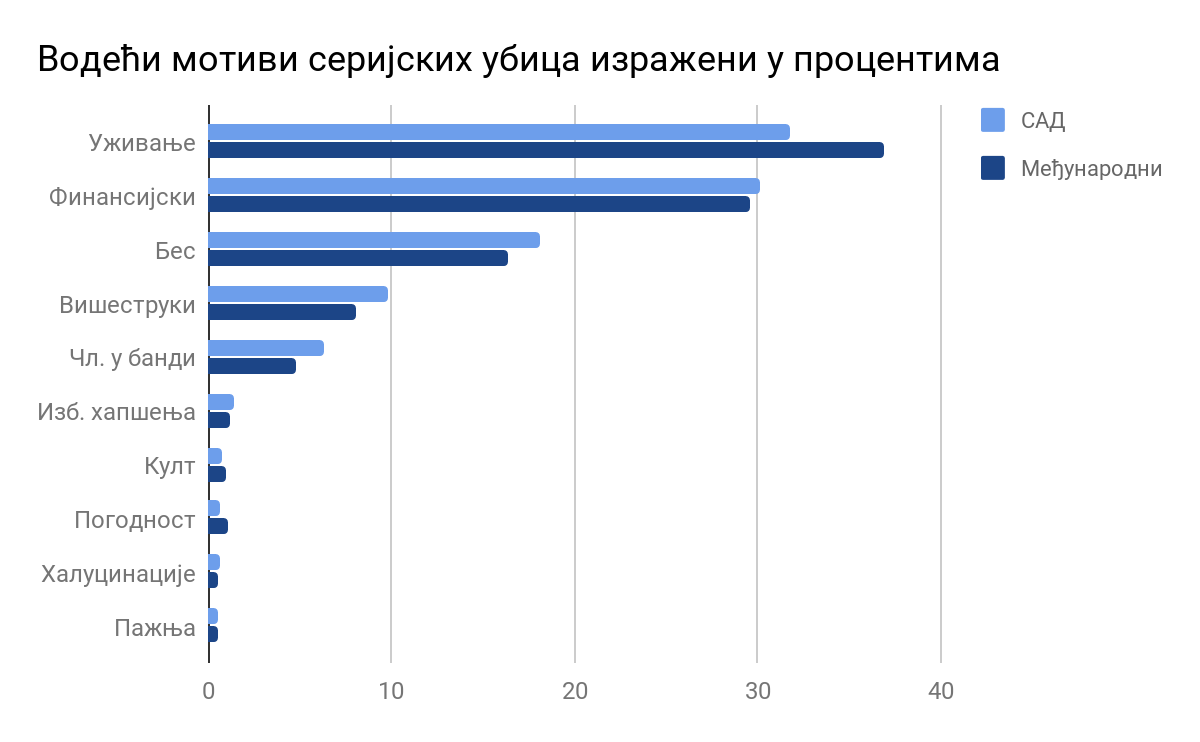 Водећи мотиви серијских убица изражени у процентима
САД
Међународни
Уживање
Финансијски
Бес
Вишеструки
Чл. у банди
Изб. хапшења
Култ
Погодност
Халуцинације
Пажња
0 10 20 30 40